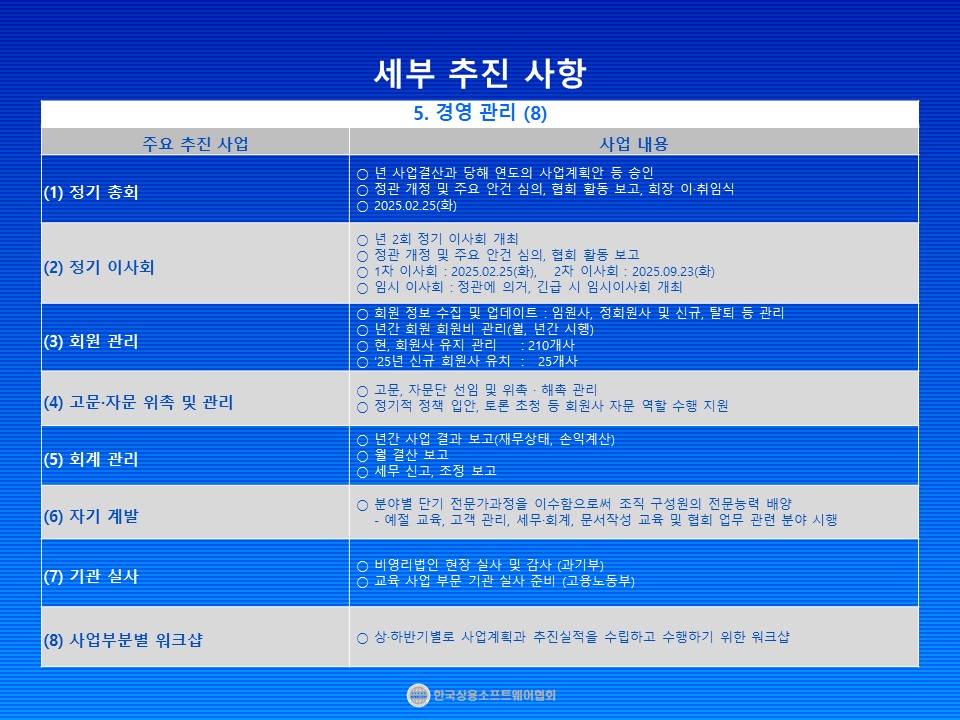 세부 추진 사항
5. 경영 관리 (8)
주요 추진 사업
사업 내용
(1) 정기 총회
○ 년 사업결산과 당해 연도의 사업계획안 등 승인
○ 정관 개정 및 주요 안건 심의, 협회 활동 보고, 회장 이·취임식
○ 2025.02.25(화)
(2) 정기 이사회
○ 년 2회 정기 이사회 개최
○ 정관 개정 및 주요 안건 심의, 협회 활동 보고
○ 1차 이사회 : 2025.02.25(화), 2차 이사회 : 2025.09.23(화)
○ 임시 이사회 : 정관에 의거, 긴급 시 임시이사회 개최
(3) 회원 관리
○ 회원 정보 수집 및 업데이트 : 임원사, 정회원사 및 신규, 탈퇴 등 관리
○ 년간 회원 회원비 관리(월, 년간 시행)
○ 현, 회원사 유지 관리 : 210개사
○ ‘25년 신규 회원사 유치 : 25개사
(4) 고문·자문 위촉 및 관리
○ 고문, 자문단 선임 및 위촉 · 해촉 관리
○ 정기적 정책 입안, 토론 초청 등 회원사 자문 역할 수행 지원
(5) 회계 관리
○ 년간 사업 결과 보고(재무상태, 손익계산)
○ 월 결산 보고
○ 세무 신고, 조정 보고
(6) 자기 계발
○ 분야별 단기 전문가과정을 이수함으로써 조직 구성원의 전문능력 배양
- 예절 교육, 고객 관리, 세무·회계, 문서작성 교육 및 협회 업무 관련 분야 시행
(7) 기관 실사
○ 비영리법인 현장 실사 및 감사 (과기부)
○ 교육 사업 부문 기관 실사 준비 (고용노동부)
(8) 사업부분별 워크샵
○ 상·하반기별로 사업계획과 추진실적을 수립하고 수행하기 위한 워크샵
한국상용소프트웨어협회